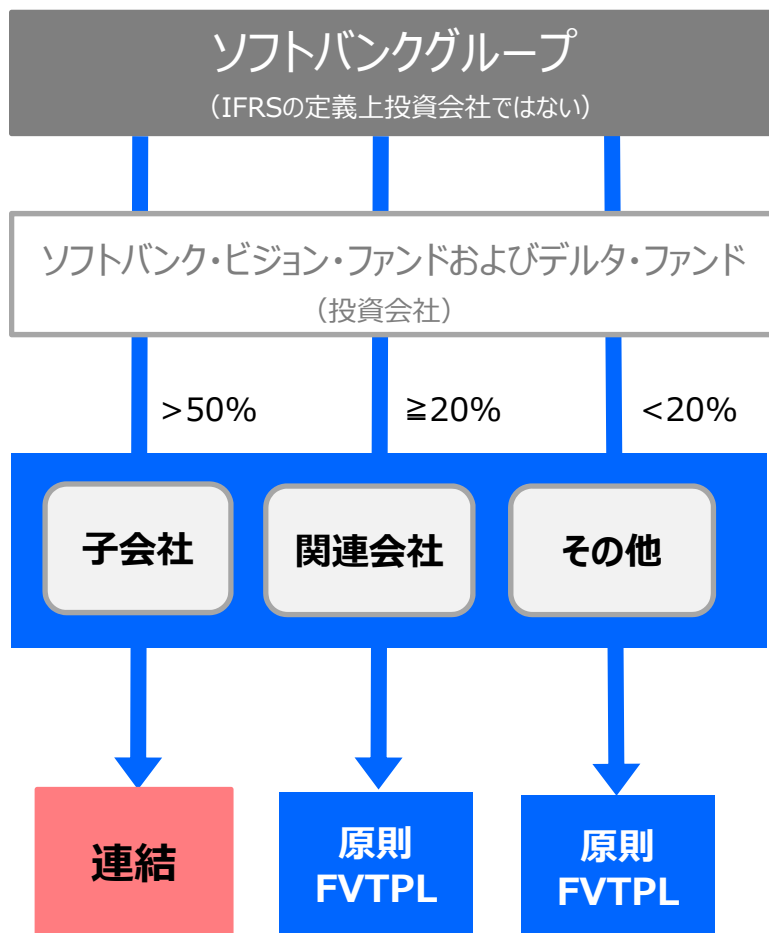 ソフトバンクグループ
（IFRSの定義上投資会社ではない）
ソフトバンク・ビジョン・ファンドおよびデルタ・ファンド
（投資会社）
>50%
≧20%
<20%
子会社
関連会社
その他
連結
原則
FVTPL
原則
FVTPL